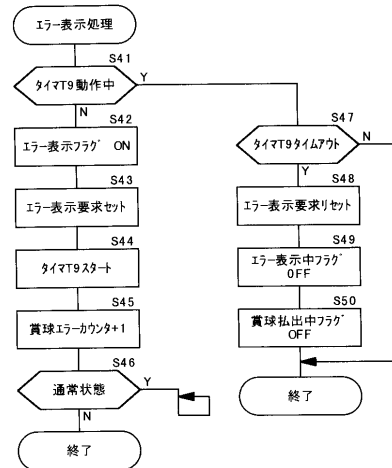 エラー表示処理
S41
タイマT9動作中
Y
N
S42
エラー表示フラグ ON
S43
エラー表示要求セット
S44
タイマT9スタート
S45
賞球エラーカウンタ+1
S46
通常状態
Y
N
終了
S47
タイマT9タイムアウト
N
Y
S48
エラー表示要求リセット
S49
エラー表示中フラグ
OFF
S50
賞球払出中フラグ
OFF
終了